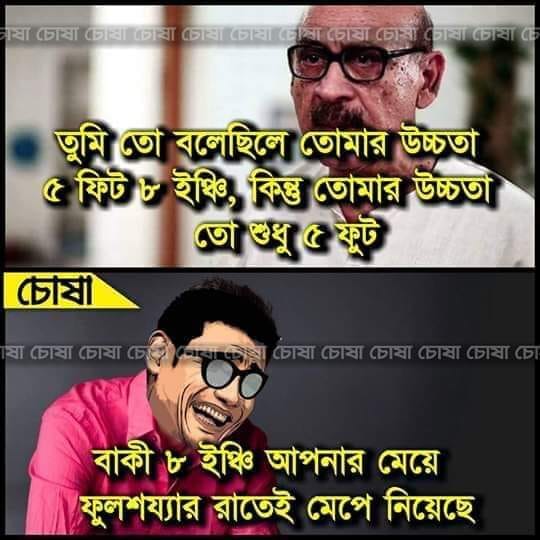 চোষা চোষা চোষা চোষা চোষা চোষা চোষা চোষা চোষা চোষা
তুমি তো বলেছিলে তোমার উচ্চতা
৫ ফিট ৮ ইঞ্চি, কিন্তু তোমার উচ্চতা
তো শুধু ৫ ফুট
চোষা
চোষা চোষা চোষা চোষা চোষা চোষা চোষা চোষা চোষা
বাকী ৮ ইঞ্চি আপনার মেয়ে
ফুলশয্যার রাতেই মেপে নিয়েছে